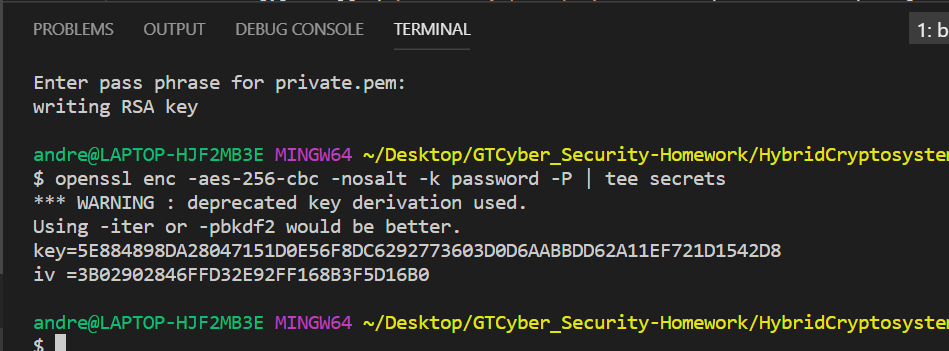 PROBLEMS OUTPUT DEBUG CONSOLE TERMINAL 1: b
Enter pass phrase for private.pem:
writing RSA key
andre@LAPTOP-HJF2MB3E MINGW64 ~/Desktop/GTCyber_Security-Homework/HybridCryptosystem
$ openssl enc -aes-256-cbc -nosalt -k password -P | tee secrets
*** WARNING : deprecated key derivation used.
Using -iter or -pbkdf2 would be better.
key=5E884898DA28047151D0E56F8DC6292773603D0D6AABBDD62A11EF721D1542D8
iv =3B02902846FFD32E92FF168B3F5D16B0
andre@LAPTOP-HJF2MB3E MINGW64 ~/Desktop/GTCyber_Security-Homework/HybridCryptosystem
$